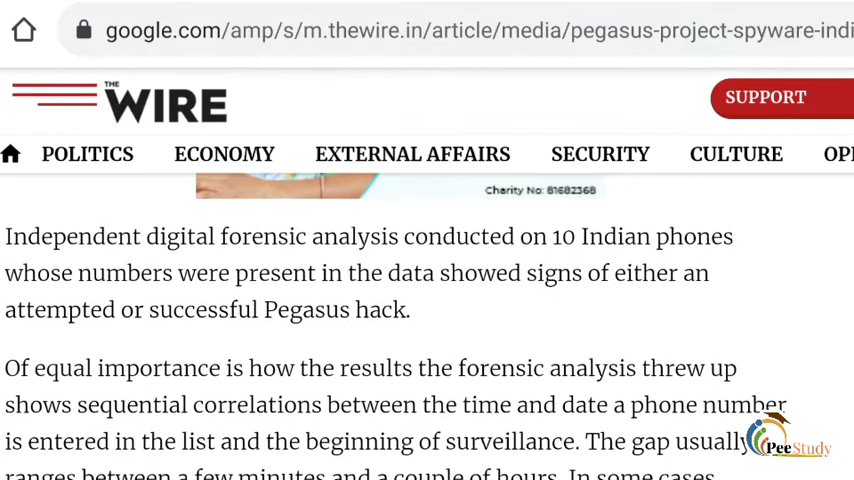 google.com/amp/s/m.thewire.in/article/media/pegasus-project-spyware-indi
THE
WIRE
SUPPORT
POLITICS ECONOMY EXTERNAL AFFAIRS SECURITY CULTURE OPI
Charity No: 81682368
Independent digital forensic analysis conducted on 10 Indian phones
whose numbers were present in the data showed signs of either an
attempted or successful Pegasus hack.
Of equal importance is how the results the forensic analysis threw up
shows sequential correlations between the time and date a phone number
is entered in the list and the beginning of surveillance. The gap usually
PeeStudy
ranges between a few minutes and a couple of hours. In some cases